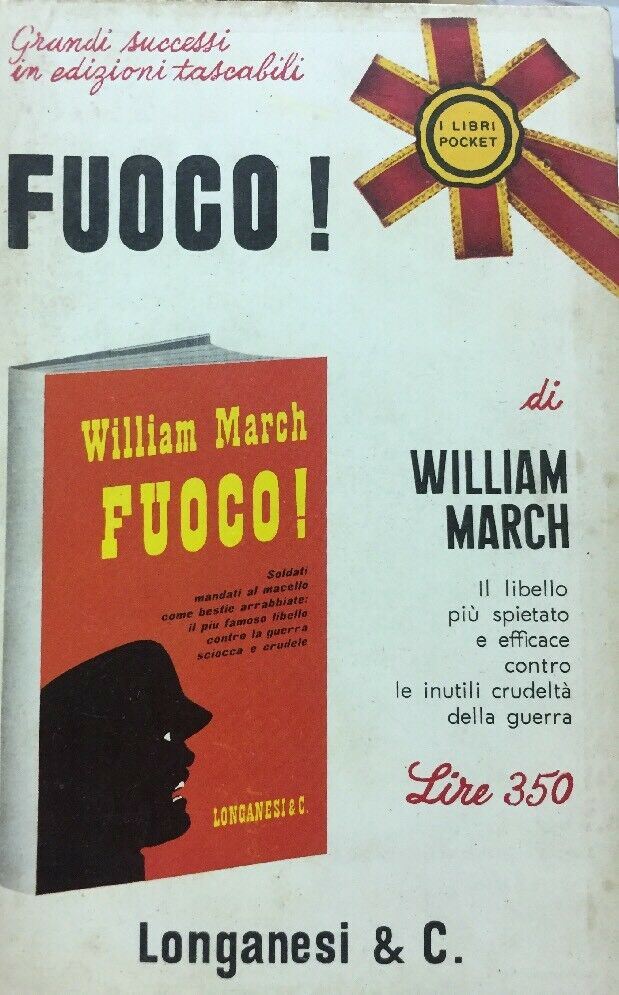 Grandi successi
in edizioni tascabili
I LIBRI
POCKET
FUOCO!
William March
FUOCO!
Soldati
mandati al macello
come bestie arrabbiate:
il più famoso libello
contro la guerra
sciocca e crudele
LONGANESI & C.
di
WILLIAM
MARCH
Il libello
più spietato
e efficace
contro
le inutili crudeltà
della guerra
Lire 350
Longanesi & C.